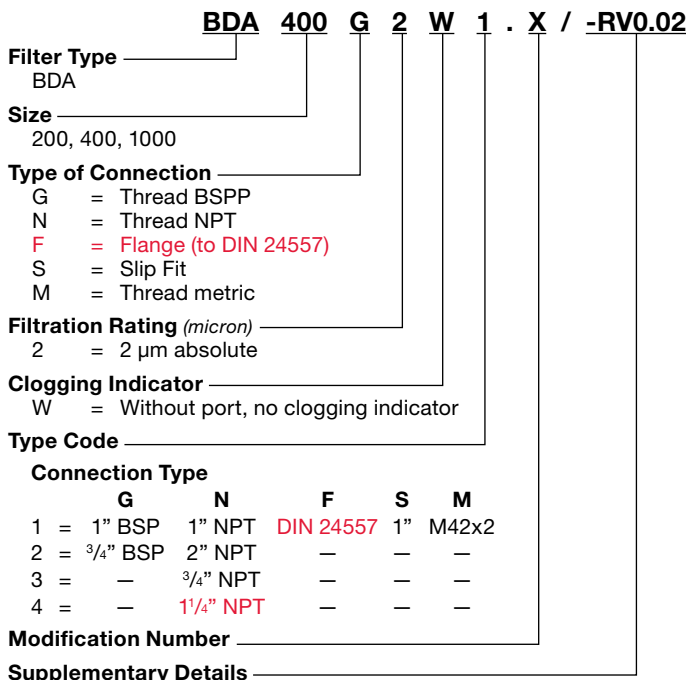 BDA 400 G 2 W 1 . X / -RV0.02
Filter Type
BDA
Size
200, 400, 1000
Type of Connection
G = Thread BSPP
N = Thread NPT
F = Flange (to DIN 24557)
S = Slip Fit
M = Thread metric
Filtration Rating (micron)
2 = 2 µm absolute
Clogging Indicator
W = Without port, no clogging indicator
Type Code
Connection Type
G N F S M
1 = 1” BSP 1” NPT DIN 24557 1” M42x2
2 = 3/4” BSP 2” NPT — — —
3 = — 3/4” NPT — — —
4 = — 1 1/4” NPT — — —
Modification Number
Supplementary Details